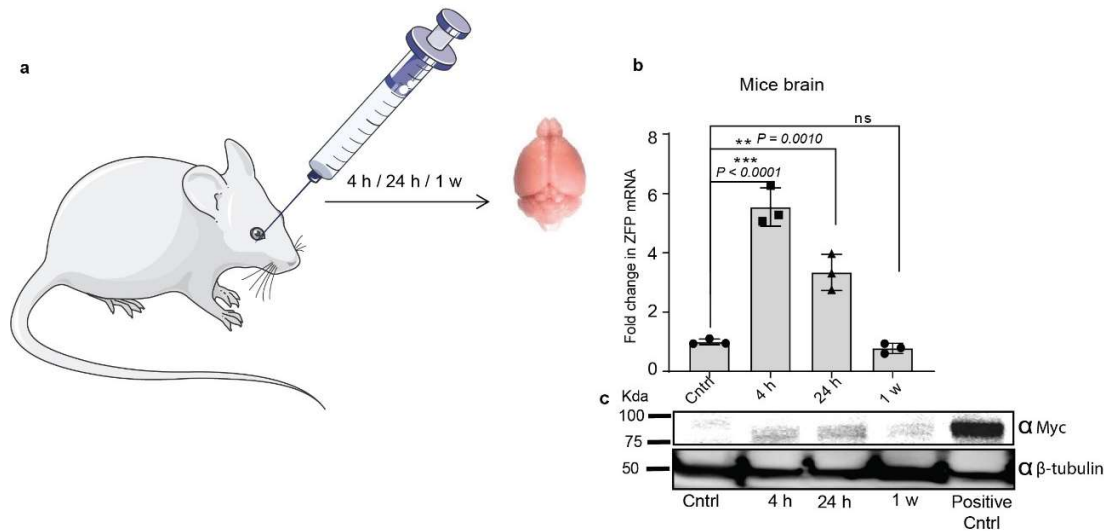 a
4 h / 24 h / 1 w
b
Mice brain
ns
** P = 0.0010
***
P < 0.0001
Fold change in ZFP mRNA
8
6
4
2
0
Cntrl
4 h
24 h
1 w
c
Kda
100
75
50
α Myc
α β-tubulin
Cntrl 4 h 24 h 1 w Positive
Cntrl